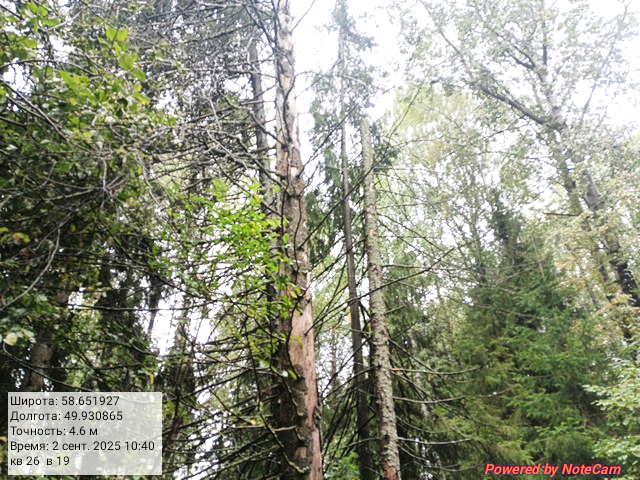 Широта: 58.651927
Долгота: 49.930865
Точность: 4.6 м
Время: 2 сент. 2025 10:40
кв 26 в 19
Powered by NoteCam